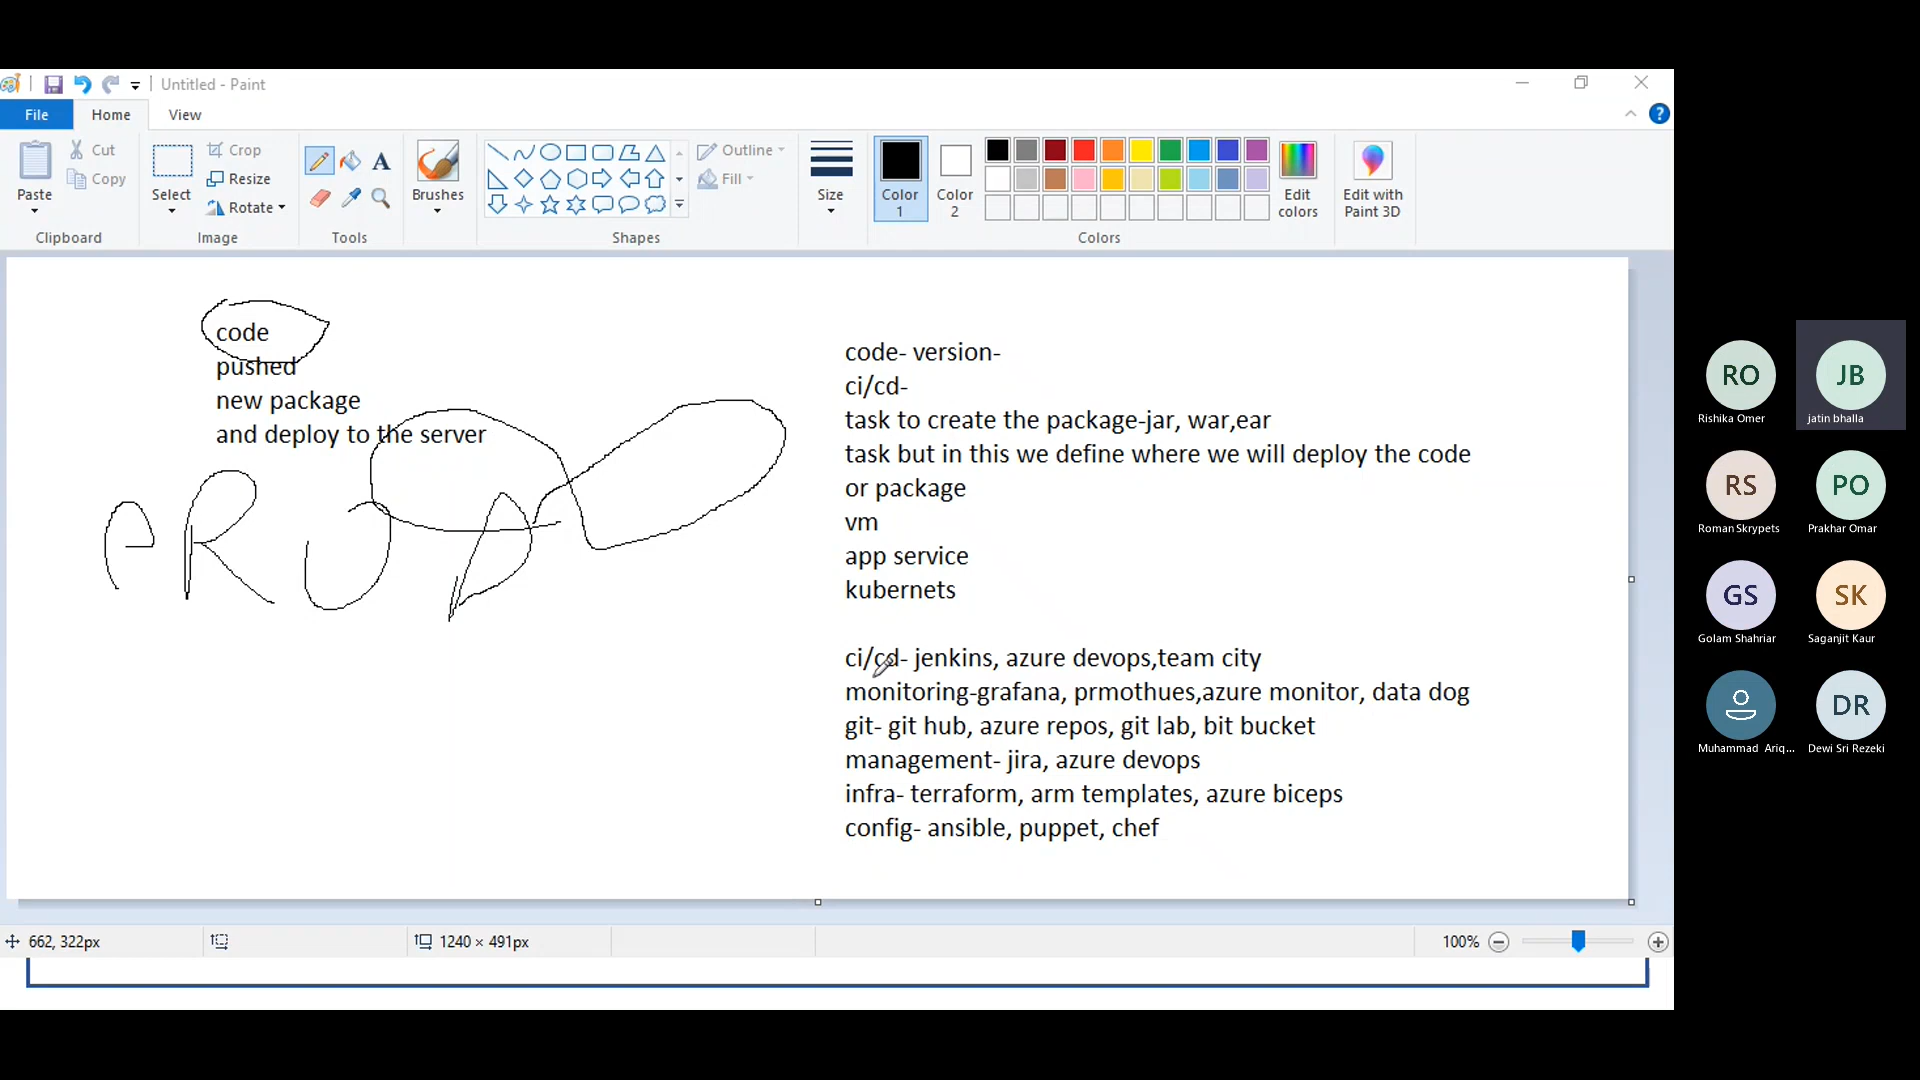 Untitled - Paint
File
Home
View
Paste
Cut
Copy
Clipboard
Select
Crop
Resize
Rotate
Image
Tools
Brushes
Shapes
Outline
Fill
Size
Color 1
Color 2
Edit colors
Colors
Edit with Paint 3D
code
pushed
new package
and deploy to the server
code- version-
ci/cd-
task to create the package-jar, war,ear
task but in this we define where we will deploy the code
or package
vm
app service
kubernets
ci/cd- jenkins, azure devops,team city
monitoring-grafana, prmothues,azure monitor, data dog
git- git hub, azure repos, git lab, bit bucket
management- jira, azure devops
infra- terraform, arm templates, azure biceps
config- ansible, puppet, chef
662, 322px
1240 × 491px
100%
RO
Rishika Omer
JB
jatin bhalla
RS
Roman Skrypets
PO
Prakhar Omar
GS
Golam Shahriar
SK
Saganjit Kaur
Muhammad Ariq...
DR
Dewi Sri Rezeki